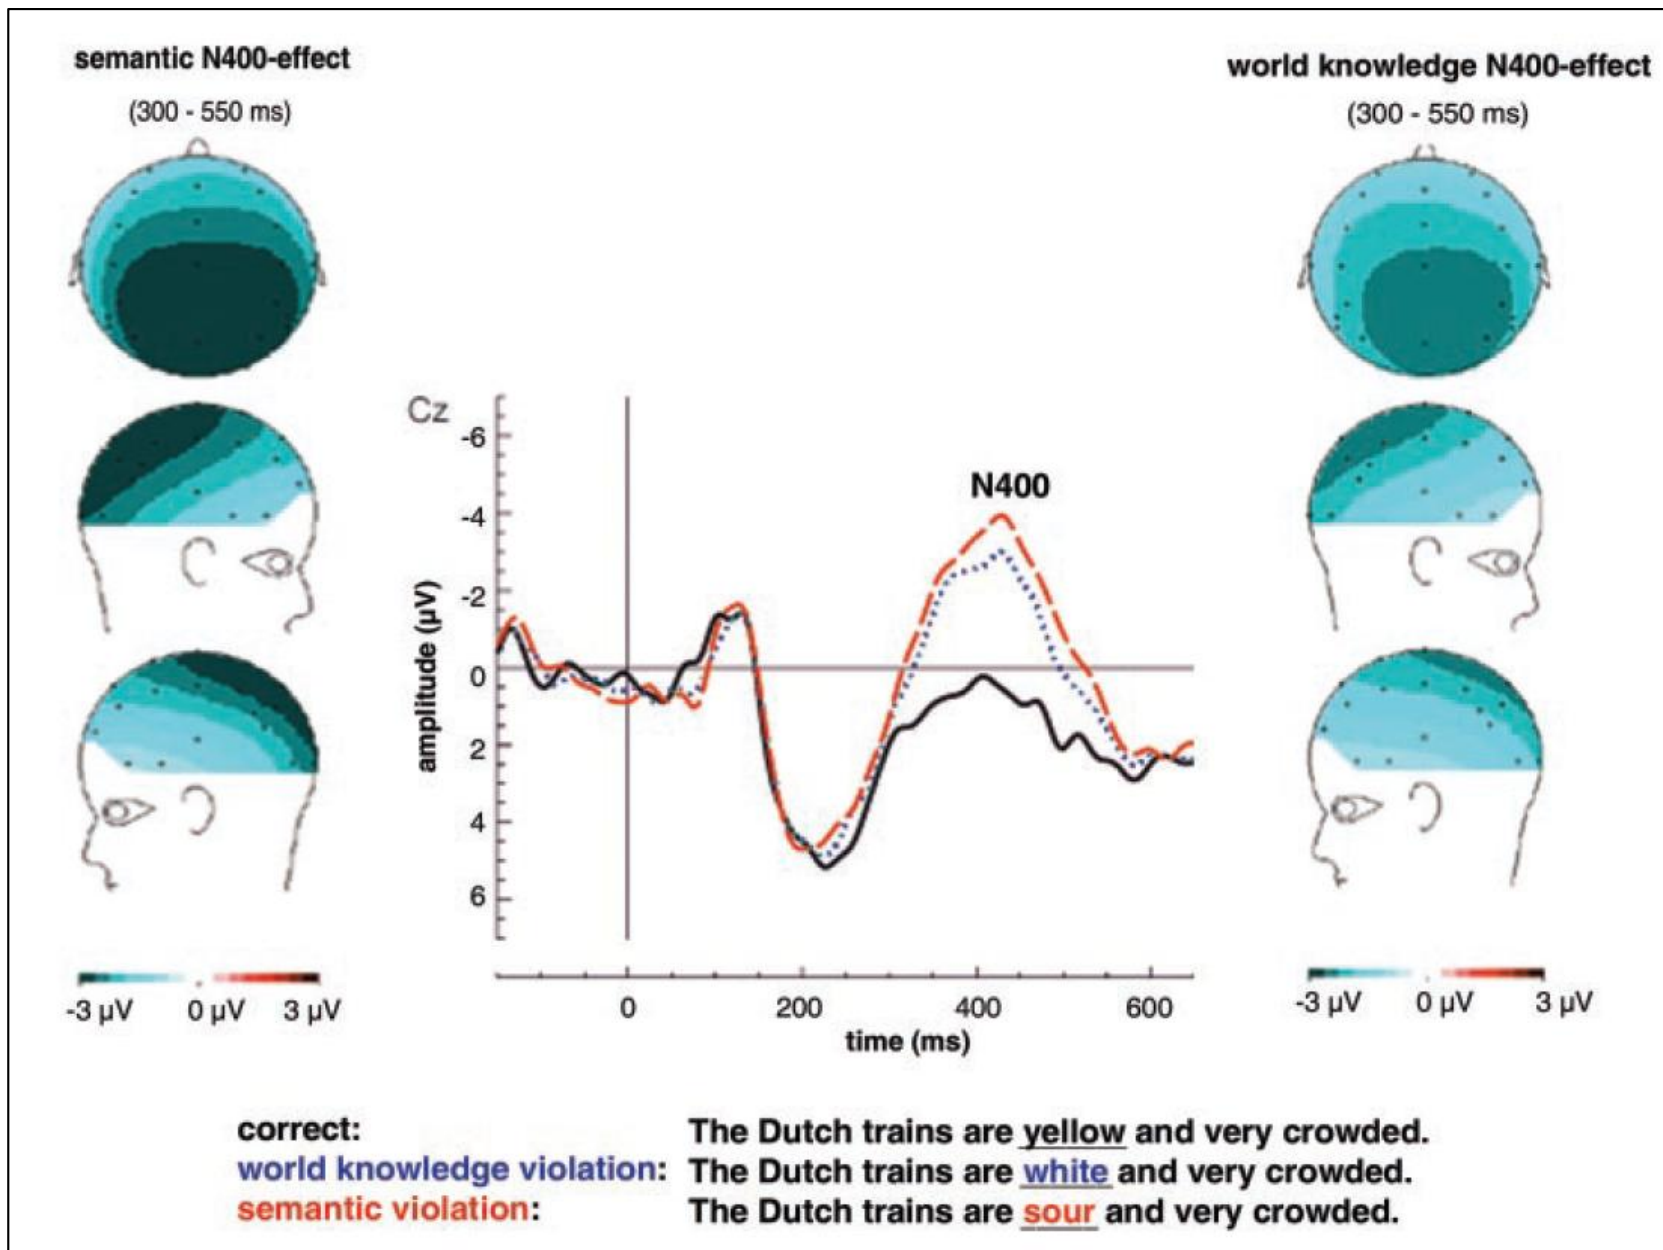 semantic N400-effect
(300 - 550 ms)
world knowledge N400-effect
(300 - 550 ms)
Cz
-6
-4
-2
0
2
4
6
amplitude (µV)
N400
0
200
400
600
time (ms)
-3 µV 0 µV 3 µV
-3 µV 0 µV 3 µV
correct: The Dutch trains are yellow and very crowded.
world knowledge violation: The Dutch trains are white and very crowded.
semantic violation: The Dutch trains are sour and very crowded.